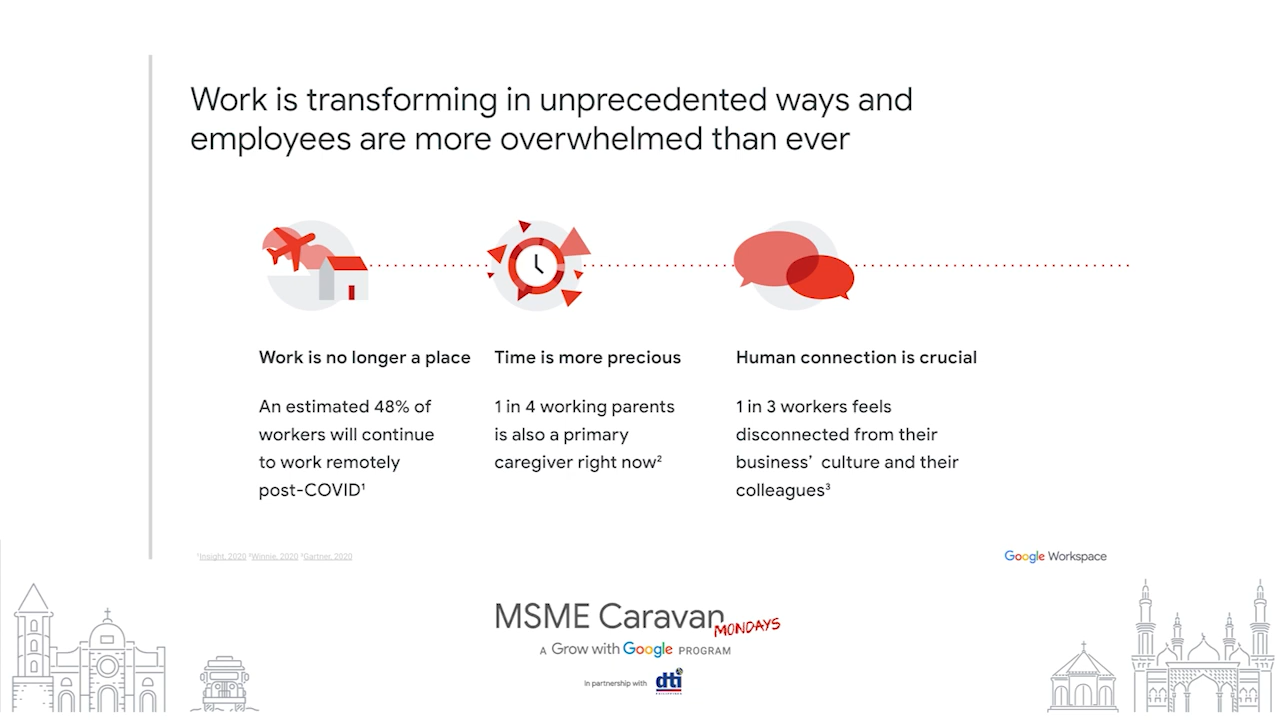 Work is transforming in unprecedented ways and
employees are more overwhelmed than ever
Work is no longer a place
An estimated 48% of
workers will continue
to work remotely
post-COVID¹
Time is more precious
1 in 4 working parents
is also a primary
caregiver right now²
Human connection is crucial
1 in 3 workers feels
disconnected from their
business’ culture and their
colleagues³
¹Insight, 2020 ²Winnie, 2020 ³Gartner, 2020
Google Workspace
MSME Caravan
MONDAYS
A Grow with Google PROGRAM
in partnership with dti
PHILIPPINES